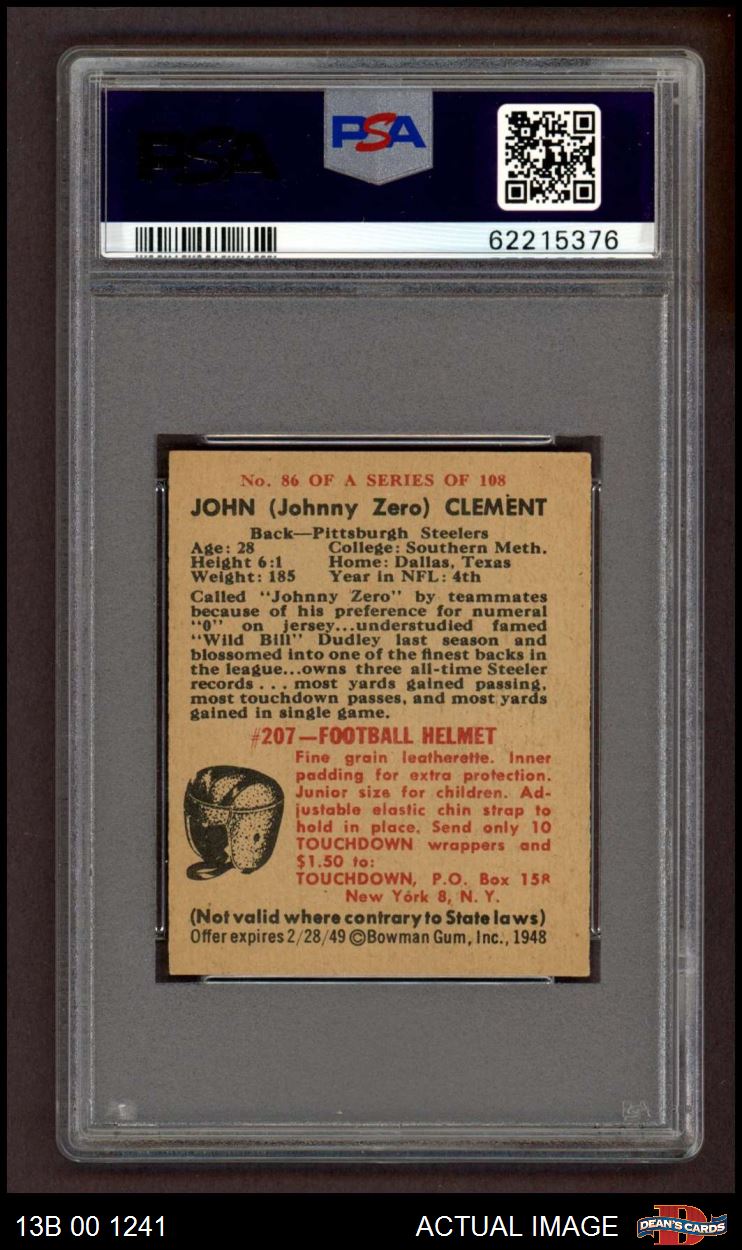 PSA
PSA
62215376
No. 86 OF A SERIES OF 108
JOHN (Johnny Zero) CLEMENT
Back—Pittsburgh Steelers
Age: 28 College: Southern Meth.
Height 6:1 Home: Dallas, Texas
Weight: 185 Year in NFL: 4th
Called "Johnny Zero" by teammates
because of his preference for numeral
"0" on jersey...understudied famed
"Wild Bill" Dudley last season and
blossomed into one of the finest backs in
the league...owns three all-time Steeler
records... most yards gained passing,
most touchdown passes, and most yards
gained in single game.
#207—FOOTBALL HELMET
Fine grain leatherette. Inner
padding for extra protection.
Junior size for children. Ad-
justable elastic chin strap to
hold in place. Send only 10
TOUCHDOWN wrappers and
$1.50 to:
TOUCHDOWN, P.O. Box 15R
New York 8, N. Y.
(Not valid where contrary to State laws)
Offer expires 2/28/49 ©Bowman Gum, Inc., 1948
PSA
13B 00 1241 ACTUAL IMAGE DEAN'S CARDS